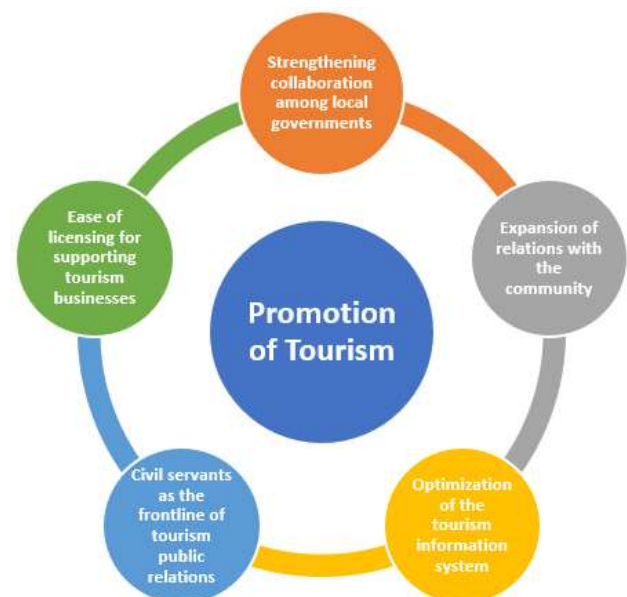 Strengthening
collaboration
among local
governments
Expansion of
relations with
the
community
Optimization
of the
tourism
information
system
Civil servants
as the
frontline of
tourism
public
relations
Ease of
licensing for
supporting
tourism
businesses
Promotion
of Tourism